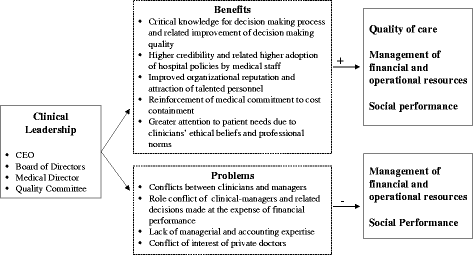 Clinical
Leadership
• CEO
• Board of Directors
• Medical Director
• Quality Committee
Benefits
• Critical knowledge for decision making process
and related improvement of decision making
quality
• Higher credibility and related higher adoption
of hospital policies by medical staff
• Improved organizational reputation and
attraction of talented personnel
• Reinforcement of medical commitment to cost
containment
• Greater attention to patient needs due to
clinicians' ethical beliefs and professional
norms
+
Quality of care
Management of
financial and
operational resources
Social performance
Problems
• Conflicts between clinicians and managers
• Role conflict of clinical-managers and related
decisions made at the expense of financial
performance
• Lack of managerial and accounting expertise
• Conflict of interest of private doctors
-
Management of
financial and
operational resources
Social Performance